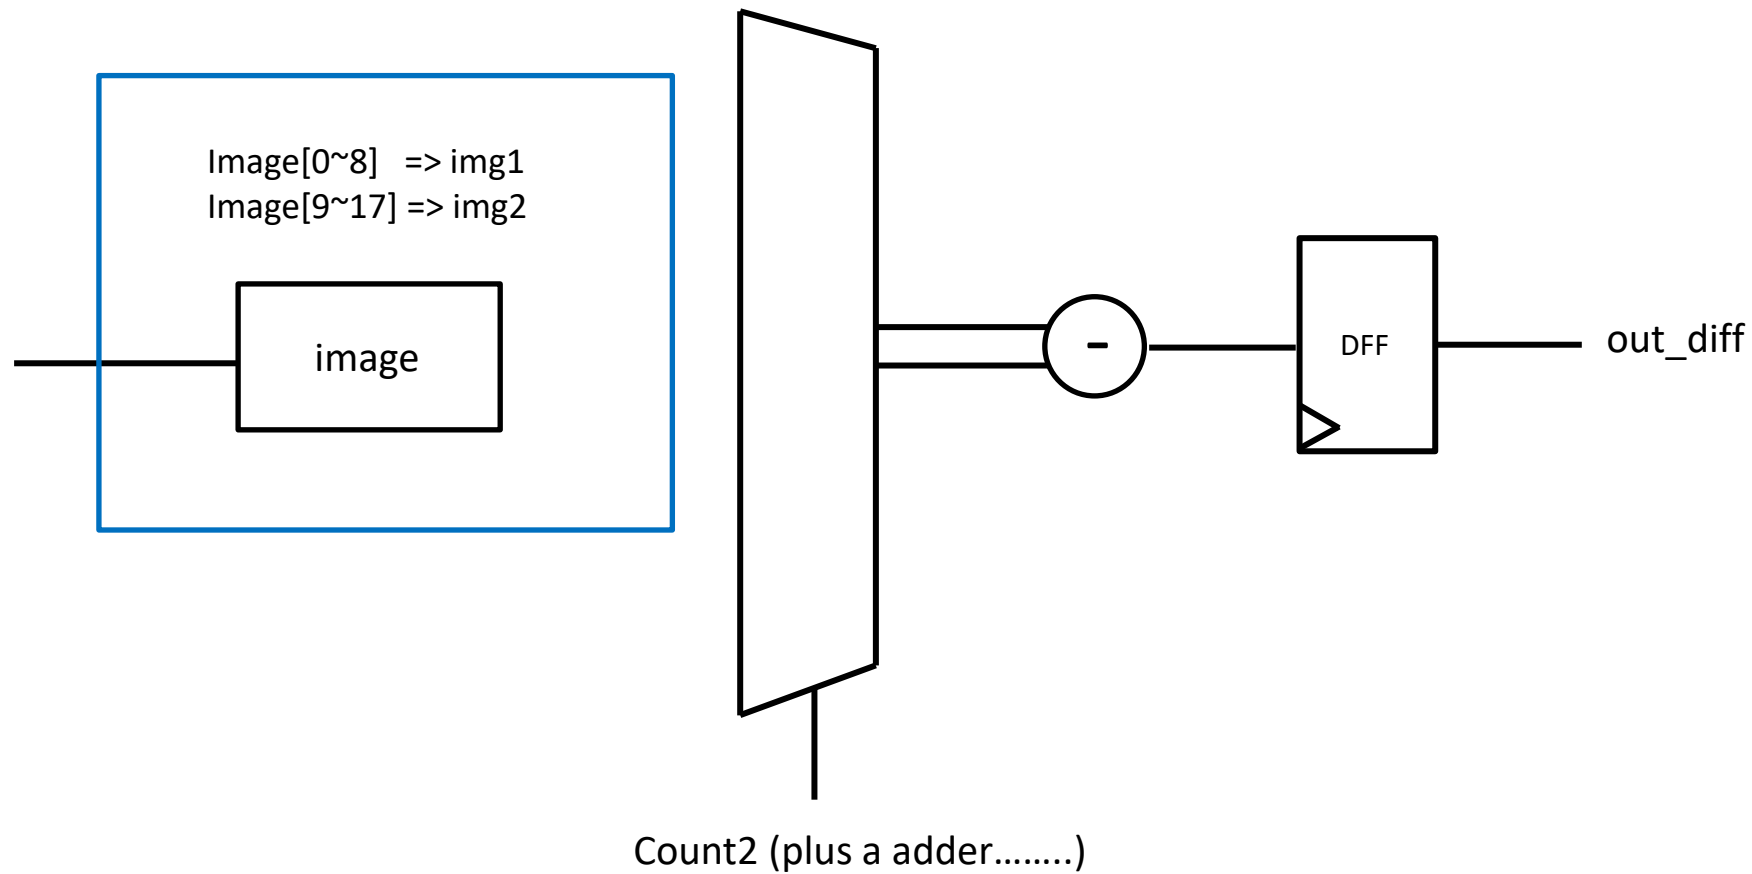 Image[0~8]   => img1
Image[9~17] => img2
image
-
DFF
out_diff
Count2 (plus a adder........)